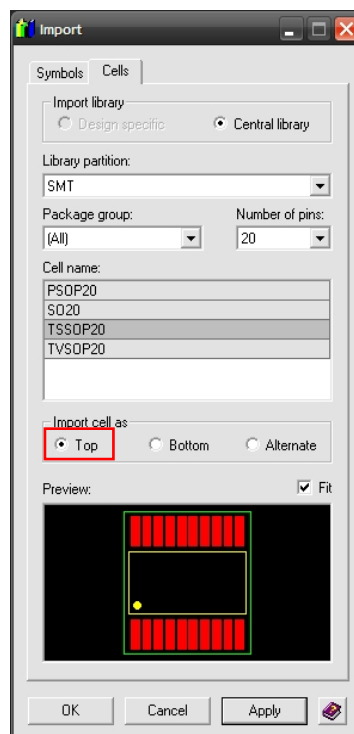 Import
Symbols Cells
Import library
Design specific Central library
Library partition:
SMT
Package group: Number of pins:
(All) 20
Cell name:
PSOP20
SO20
TSSOP20
TVSOP20
Import cell as
Top Bottom Alternate
Preview: Fit
OK Cancel Apply